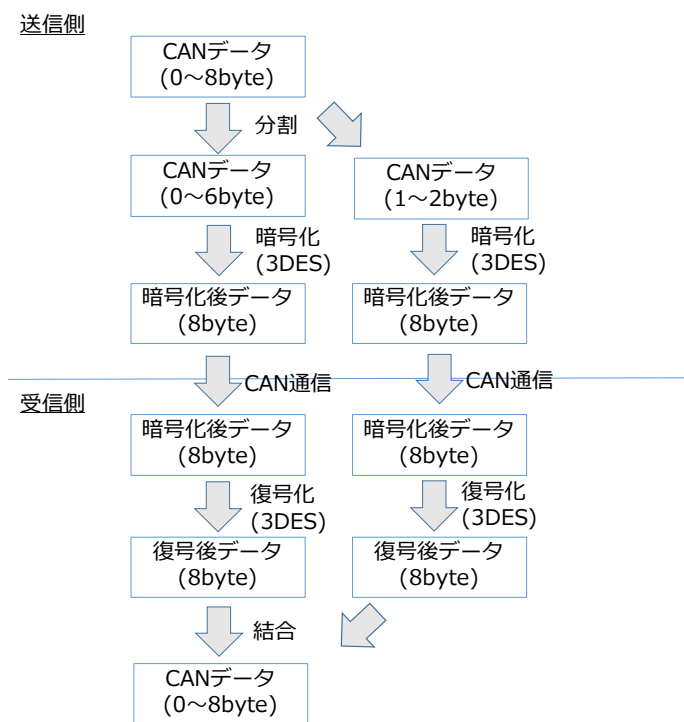 送信側
CANデータ
(0～8byte)
分割
CANデータ
(0～6byte)
CANデータ
(1～2byte)
暗号化
(3DES)
暗号化
(3DES)
暗号化後データ
(8byte)
暗号化後データ
(8byte)
CAN通信
CAN通信
受信側
暗号化後データ
(8byte)
暗号化後データ
(8byte)
復号化
(3DES)
復号化
(3DES)
復号後データ
(8byte)
復号後データ
(8byte)
結合
CANデータ
(0～8byte)